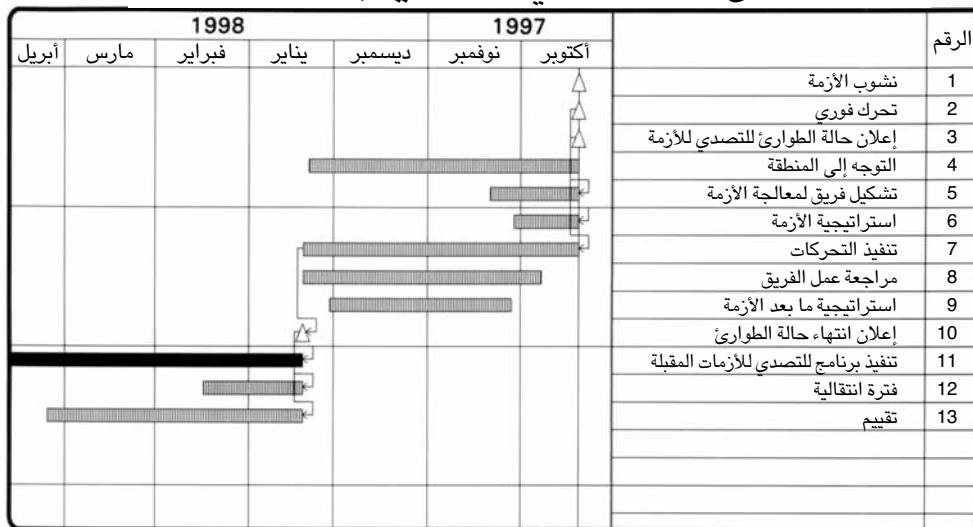 الرقم 1997 1998
أكتوبر نوفمبر ديسمبر يناير فبراير مارس أبريل
1 نشوب الأزمة
2 تحرك فوري
3 إعلان حالة الطوارئ للتصدي للأزمة
4 التوجه إلى المنطقة
5 تشكيل فريق لمعالجة الأزمة
6 استراتيجية الأزمة
7 تنفيذ التحركات
8 مراجعة عمل الفريق
9 استراتيجية ما بعد الأزمة
10 إعلان انتهاء حالة الطوارئ
11 تنفيذ برنامج للتصدي للأزمات المقبلة
12 فترة انتقالية
13 تقييم